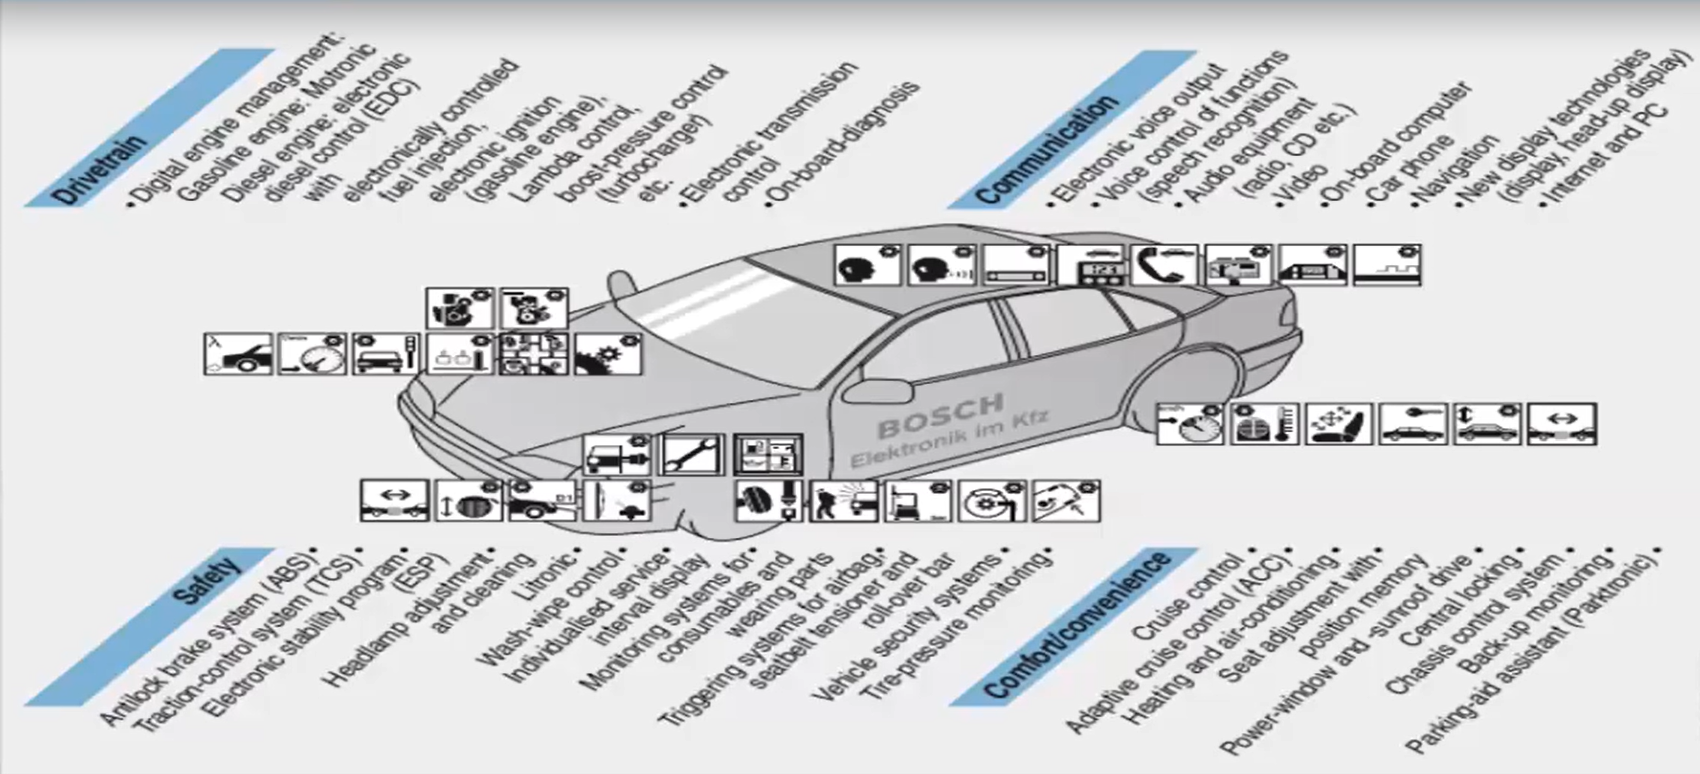 Drivetrain
• Digital engine management:
Gasoline engine: Motronic
Diesel engine: electronic
diesel control (EDC)
with
electronically controlled
fuel injection,
electronic ignition
(gasoline engine),
Lambda control,
boost-pressure control
(turbocharger)
etc.
• Electronic transmission
control
• On-board-diagnosis
Communication
• Electronic voice output
• Voice control of functions
(speech recognition)
• Audio equipment
(radio, CD etc.)
• Video
• On-board computer
• Car phone
• Navigation
• New display technologies
(display, head-up display)
• Internet and PC
λ
123
BOSCH
Elektronik im Kfz
Safety
Antilock brake system (ABS) •
Traction-control system (TCS) •
Electronic stability program •
(ESP)
Headlamp adjustment •
and cleaning
Litronic •
Wash-wipe control •
Individualised service •
interval display
Monitoring systems for •
consumables and
wearing parts
Triggering systems for airbag, •
seatbelt tensioner and
roll-over bar
Vehicle security systems •
Tire-pressure monitoring •
Comfort/convenience
Cruise control •
Adaptive cruise control (ACC) •
Heating and air-conditioning •
Seat adjustment with •
position memory
Power-window and -sunroof drive •
Central locking •
Chassis control system •
Back-up monitoring •
Parking-aid assistant (Parktronic) •